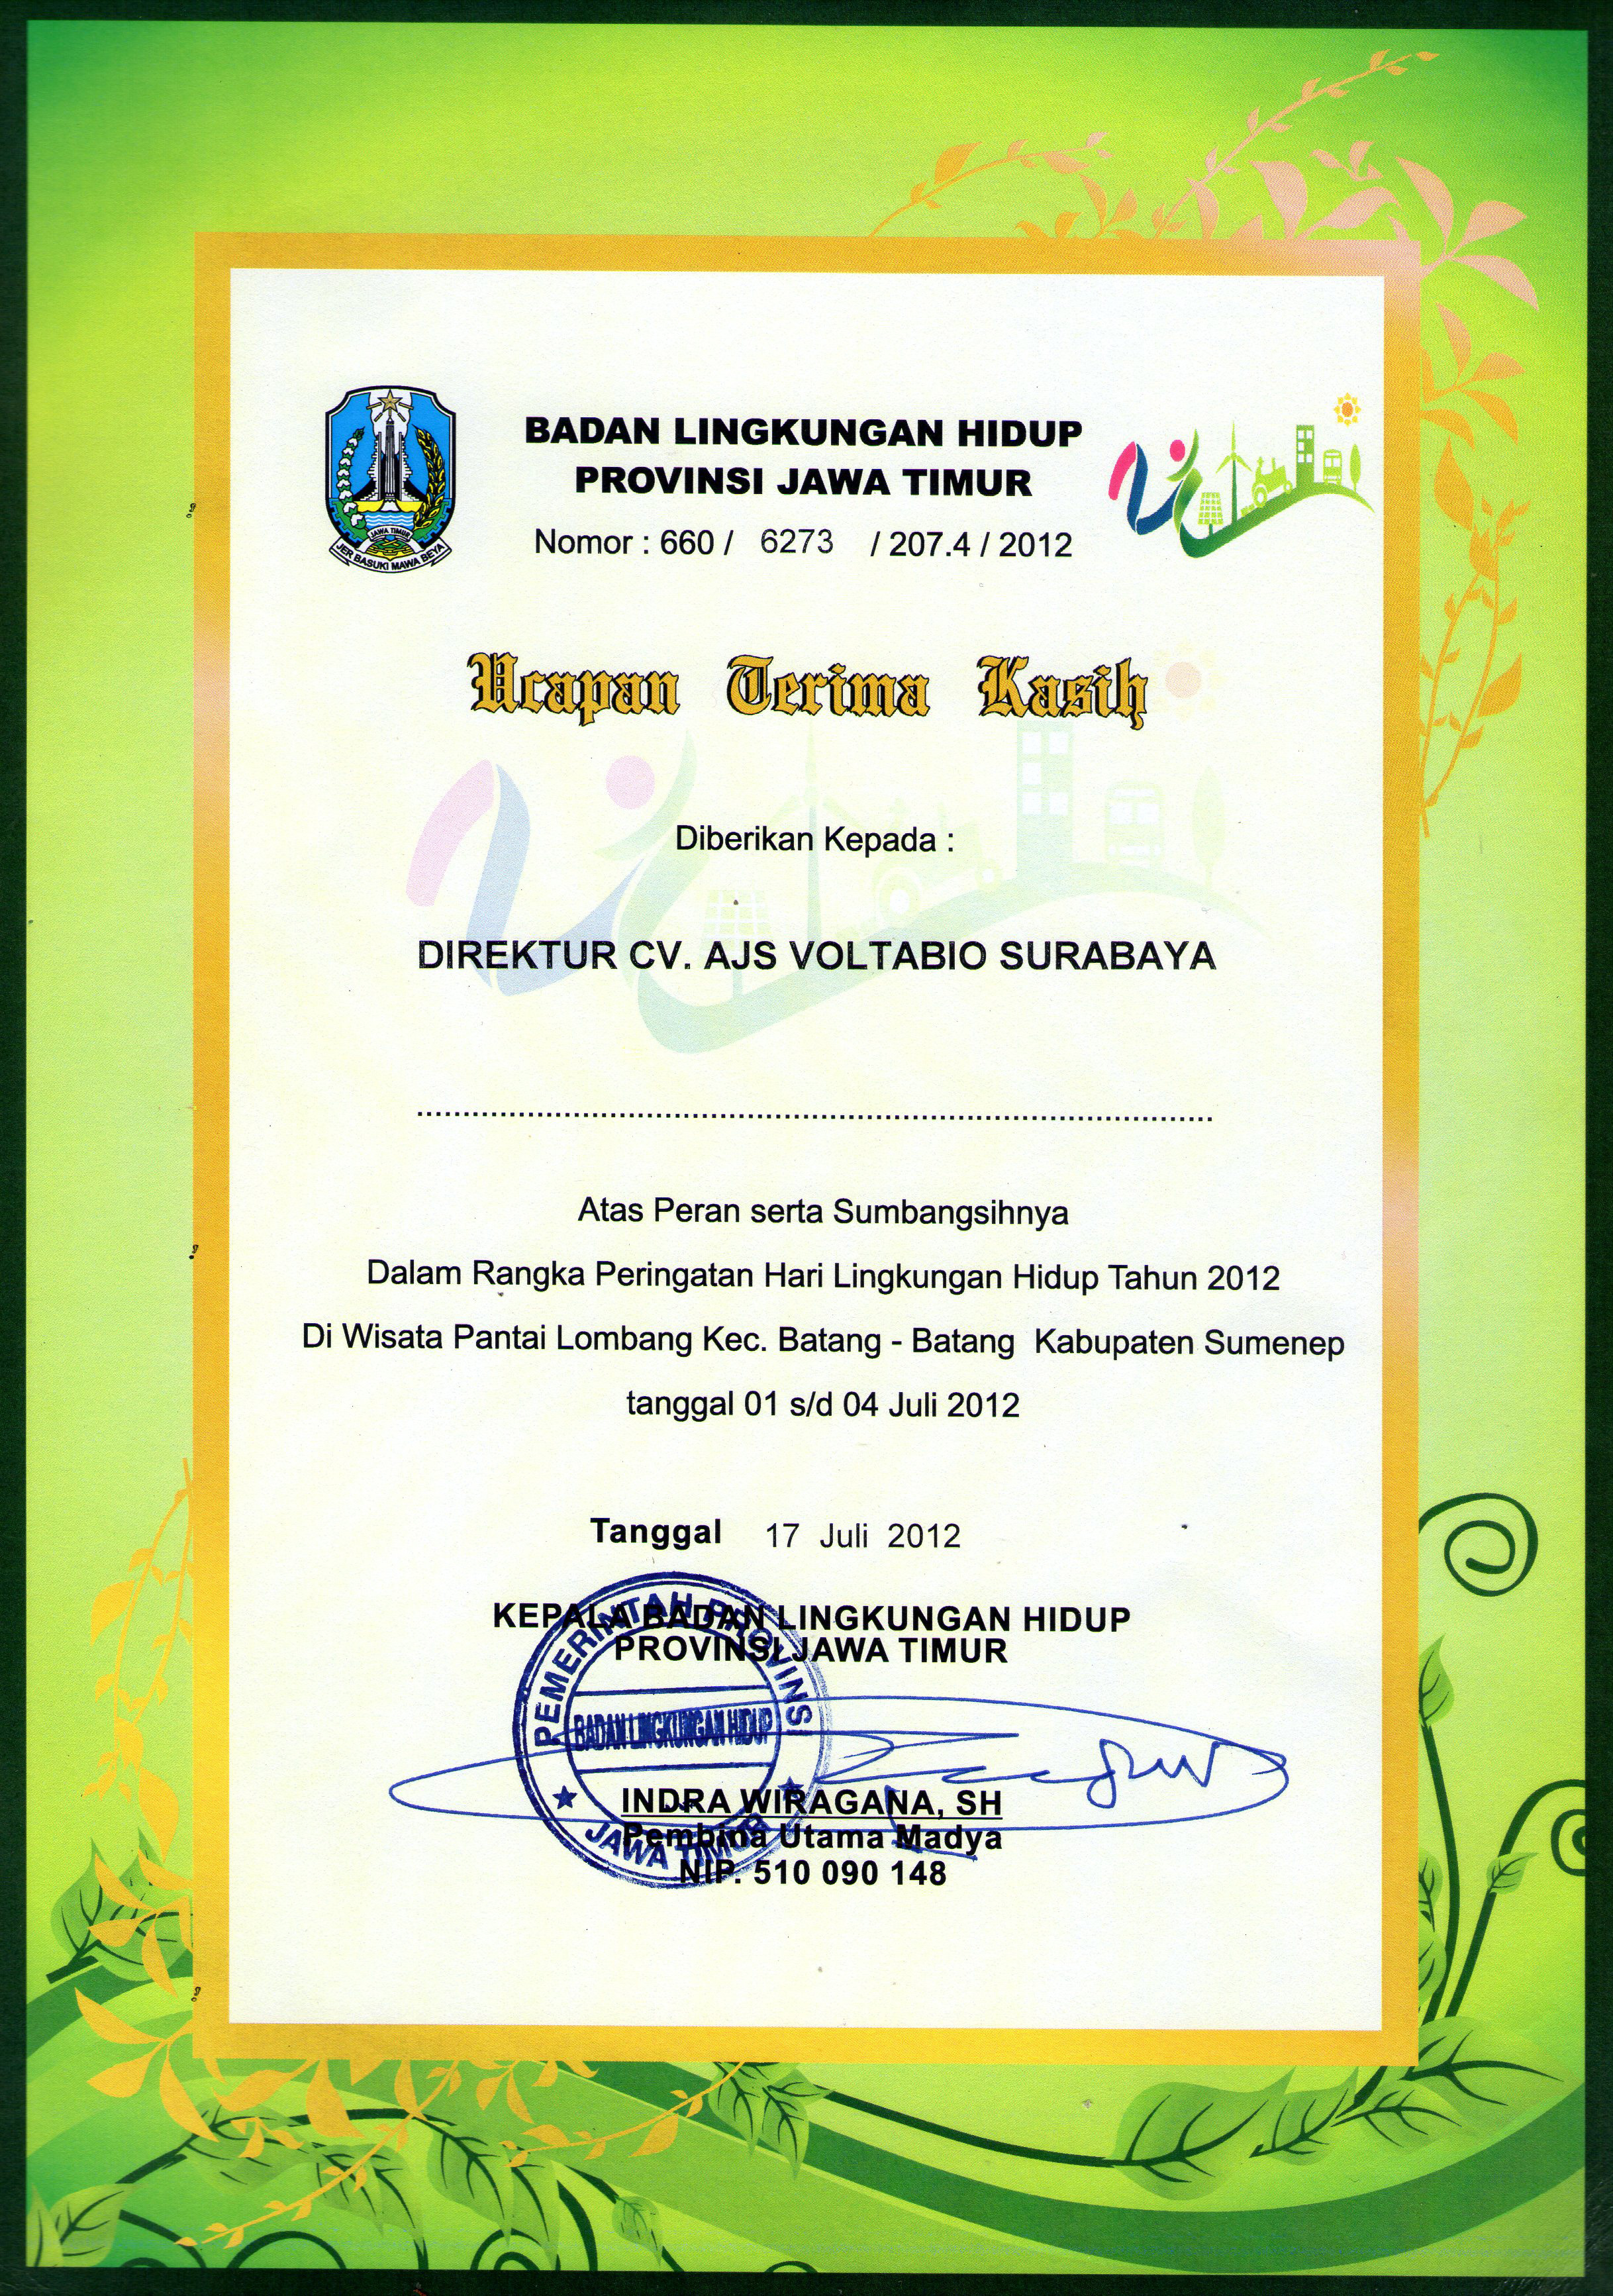 BADAN LINGKUNGAN HIDUP
PROVINSI JAWA TIMUR
Nomor : 660 / 6273 / 207.4 / 2012
JAWA TIMUR
JER BASUKI MAWA BEYA
Ucapan Terima Kasih
Diberikan Kepada :
DIREKTUR CV. AJS VOLTABIO SURABAYA
................................................................................
Atas Peran serta Sumbangsihnya
Dalam Rangka Peringatan Hari Lingkungan Hidup Tahun 2012
Di Wisata Pantai Lombang Kec. Batang - Batang Kabupaten Sumenep
tanggal 01 s/d 04 Juli 2012
Tanggal 17 Juli 2012
KEPALA BADAN LINGKUNGAN HIDUP
PROVINSI JAWA TIMUR
PEMERINTAH PROVINSI
BADAN LINGKUNGAN HIDUP
JAWA TIMUR
INDRA WIRAGANA, SH
Pembina Utama Madya
NIP. 510 090 148